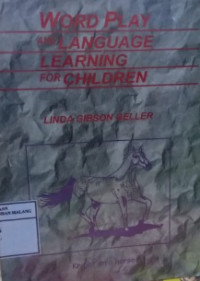 WORD PLAY
AND LANGUAGE
LEARNING
FOR CHILDREN
LINDA GIBSON GELLER